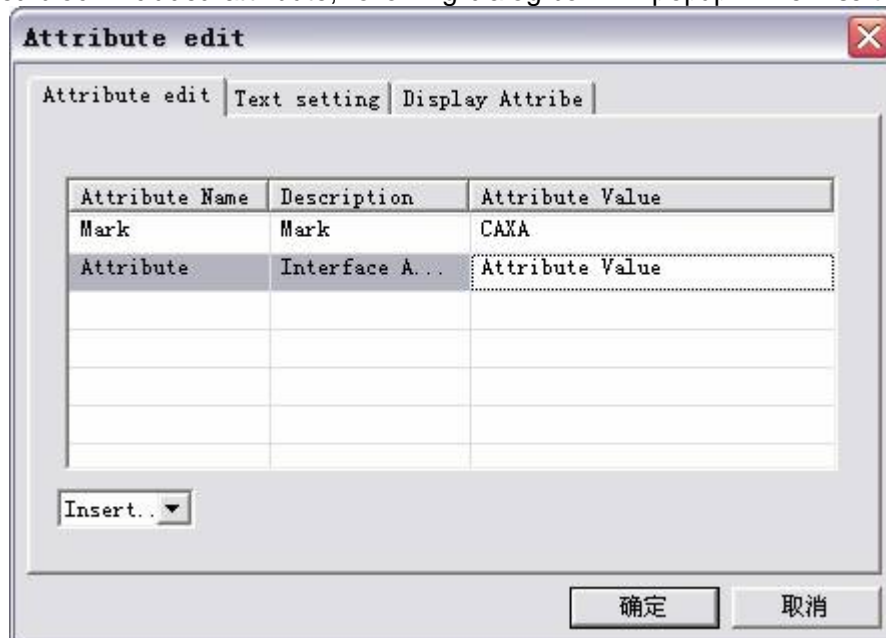 Attribute edit
Attribute edit Text setting Display Attribe
Attribute Name Description Attribute Value
Mark Mark CAXA
Attribute Interface A... Attribute Value
Insert..
确定 取消